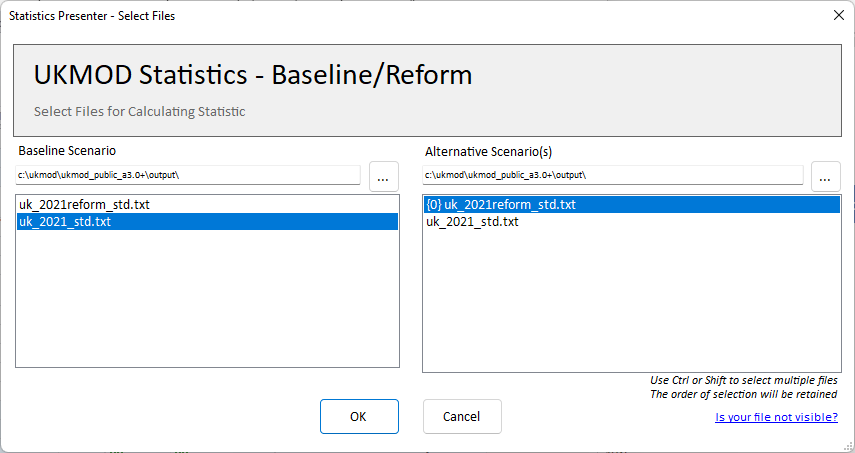 Statistics Presenter - Select Files
UKMOD Statistics - Baseline/Reform
Select Files for Calculating Statistic
Baseline Scenario
Alternative Scenario(s)
c:\ukmod\ukmod_public_a3.0+\output\
...
c:\ukmod\ukmod_public_a3.0+\output\
...
uk_2021reform_std.txt
uk_2021_std.txt
{0} uk_2021reform_std.txt
uk_2021_std.txt
Use Ctrl or Shift to select multiple files
The order of selection will be retained
OK
Cancel
Is your file not visible?